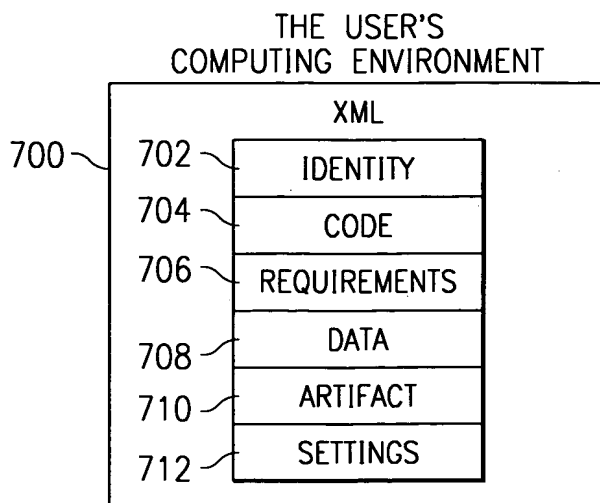 THE USER'S
COMPUTING ENVIRONMENT
XML
700
702
IDENTITY
704
CODE
706
REQUIREMENTS
708
DATA
710
ARTIFACT
712
SETTINGS